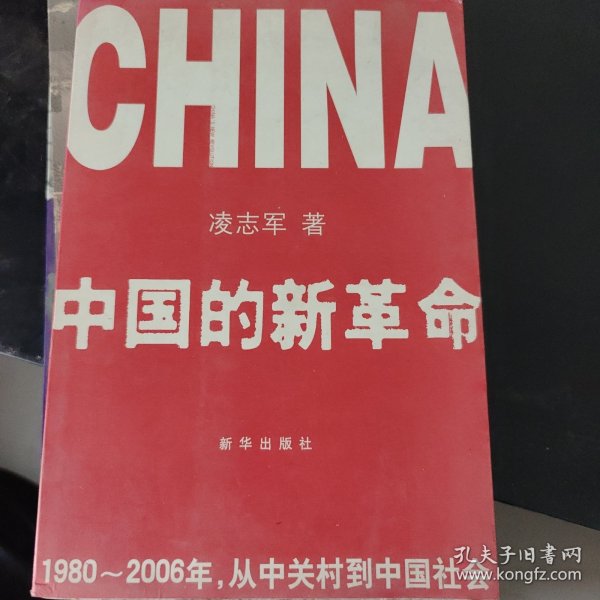 CHINA
凌志军 著
中国的新革命
新华出版社
1980～2006年，从中关村到中国社会
孔夫子旧书网
www.kongfz.com